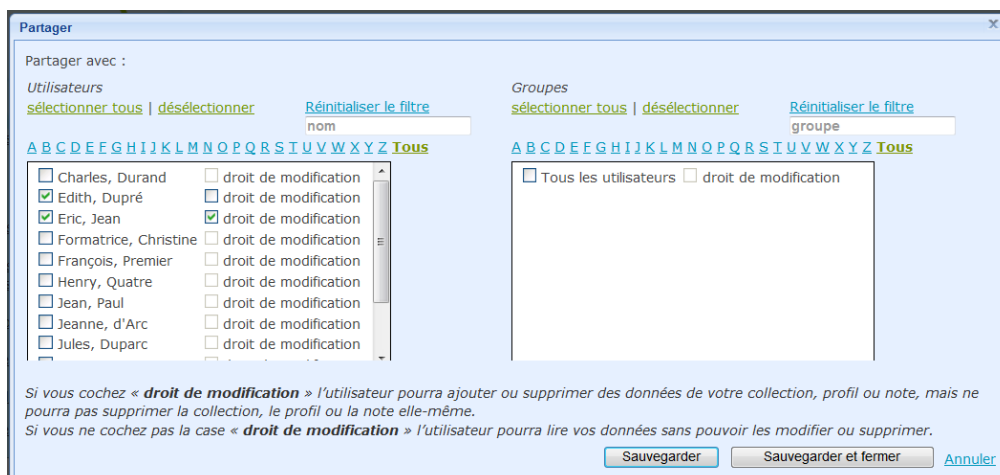 Partager
x
Partager avec :
Utilisateurs
sélectionner tous | désélectionner
Réinitialiser le filtre
nom
A B C D E F G H I J K L M N O P Q R S T U V W X Y Z Tous
Charles, Durand droit de modification
Edith, Dupré droit de modification
Eric, Jean droit de modification
Formatrice, Christine droit de modification
François, Premier droit de modification
Henry, Quatre droit de modification
Jean, Paul droit de modification
Jeanne, d'Arc droit de modification
Jules, Duparc droit de modification
Groupes
sélectionner tous | désélectionner
Réinitialiser le filtre
groupe
A B C D E F G H I J K L M N O P Q R S T U V W X Y Z Tous
Tous les utilisateurs droit de modification
Si vous cochez « droit de modification » l’utilisateur pourra ajouter ou supprimer des données de votre collection, profil ou note, mais ne
pourra pas supprimer la collection, le profil ou la note elle-même.
Si vous ne cochez pas la case « droit de modification » l’utilisateur pourra lire vos données sans pouvoir les modifier ou supprimer.
Sauvegarder Sauvegarder et fermer Annuler